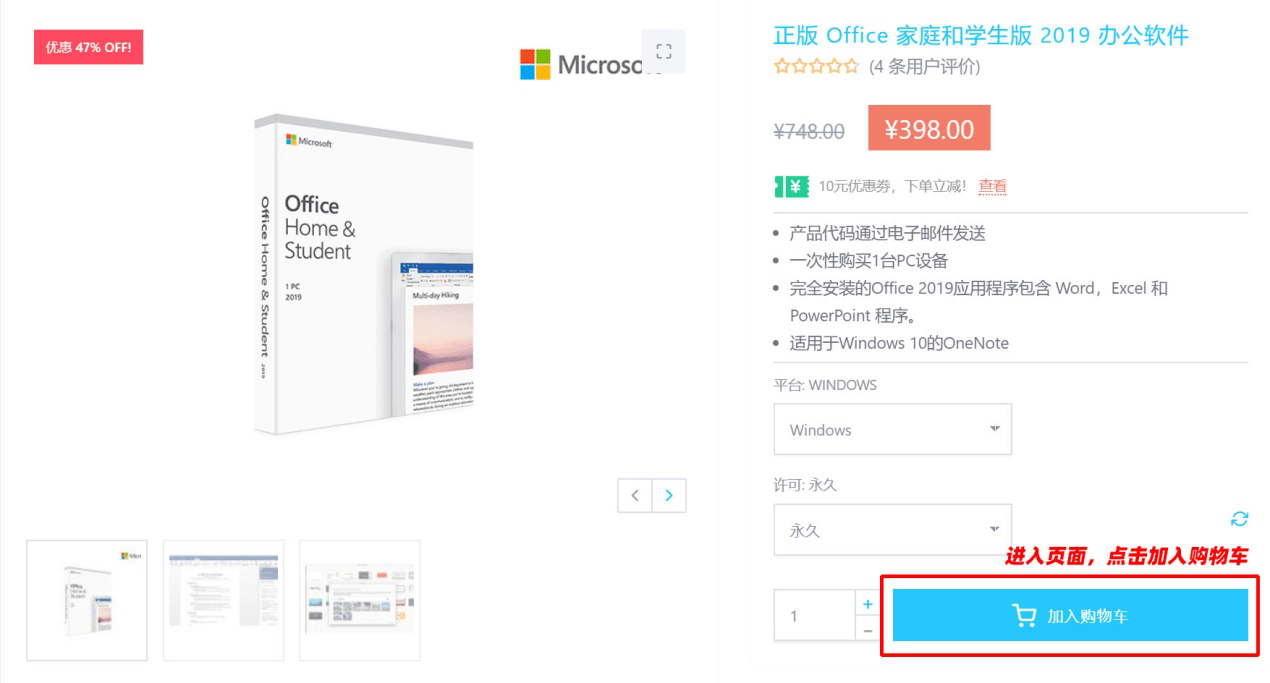 优惠 47% OFF!
Microso
Microsoft
Office
Home &
Student
1 PC
2019
Office Home & Student 2019
Multi-day Hiking
正版 Office 家庭和学生版 2019 办公软件
(4 条用户评价)
¥748.00 ¥398.00
¥ 10元优惠券，下单立减！ 查看
产品代码通过电子邮件发送
一次性购买1台PC设备
完全安装的Office 2019应用程序包含 Word，Excel 和
PowerPoint 程序。
适用于Windows 10的OneNote
平台: WINDOWS
Windows
许可: 永久
永久
进入页面，点击加入购物车
1 + −
加入购物车